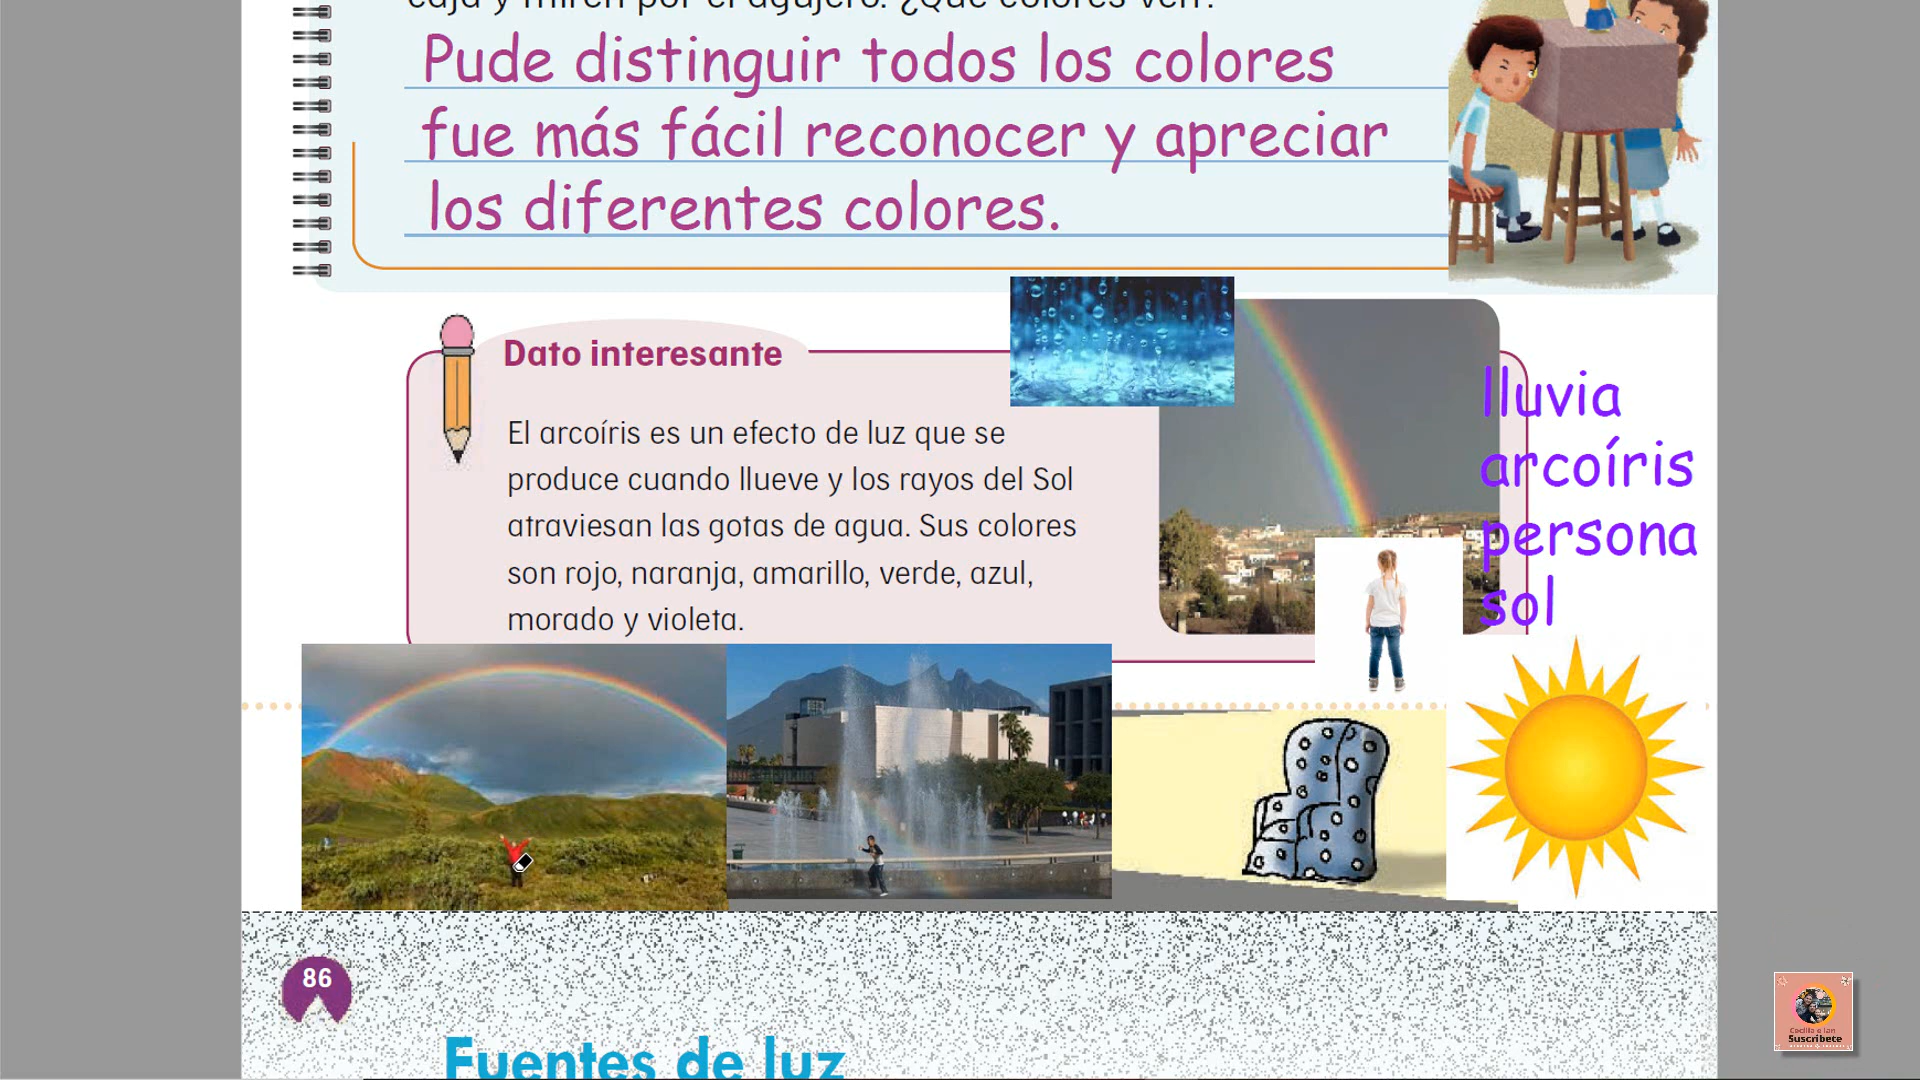 Pude distinguir todos los colores
fue más fácil reconocer y apreciar
los diferentes colores.
Dato interesante
El arcoíris es un efecto de luz que se
produce cuando llueve y los rayos del Sol
atraviesan las gotas de agua. Sus colores
son rojo, naranja, amarillo, verde, azul,
morado y violeta.
lluvia
arcoíris
persona
sol
86
Fuentes de luz
Suscribete